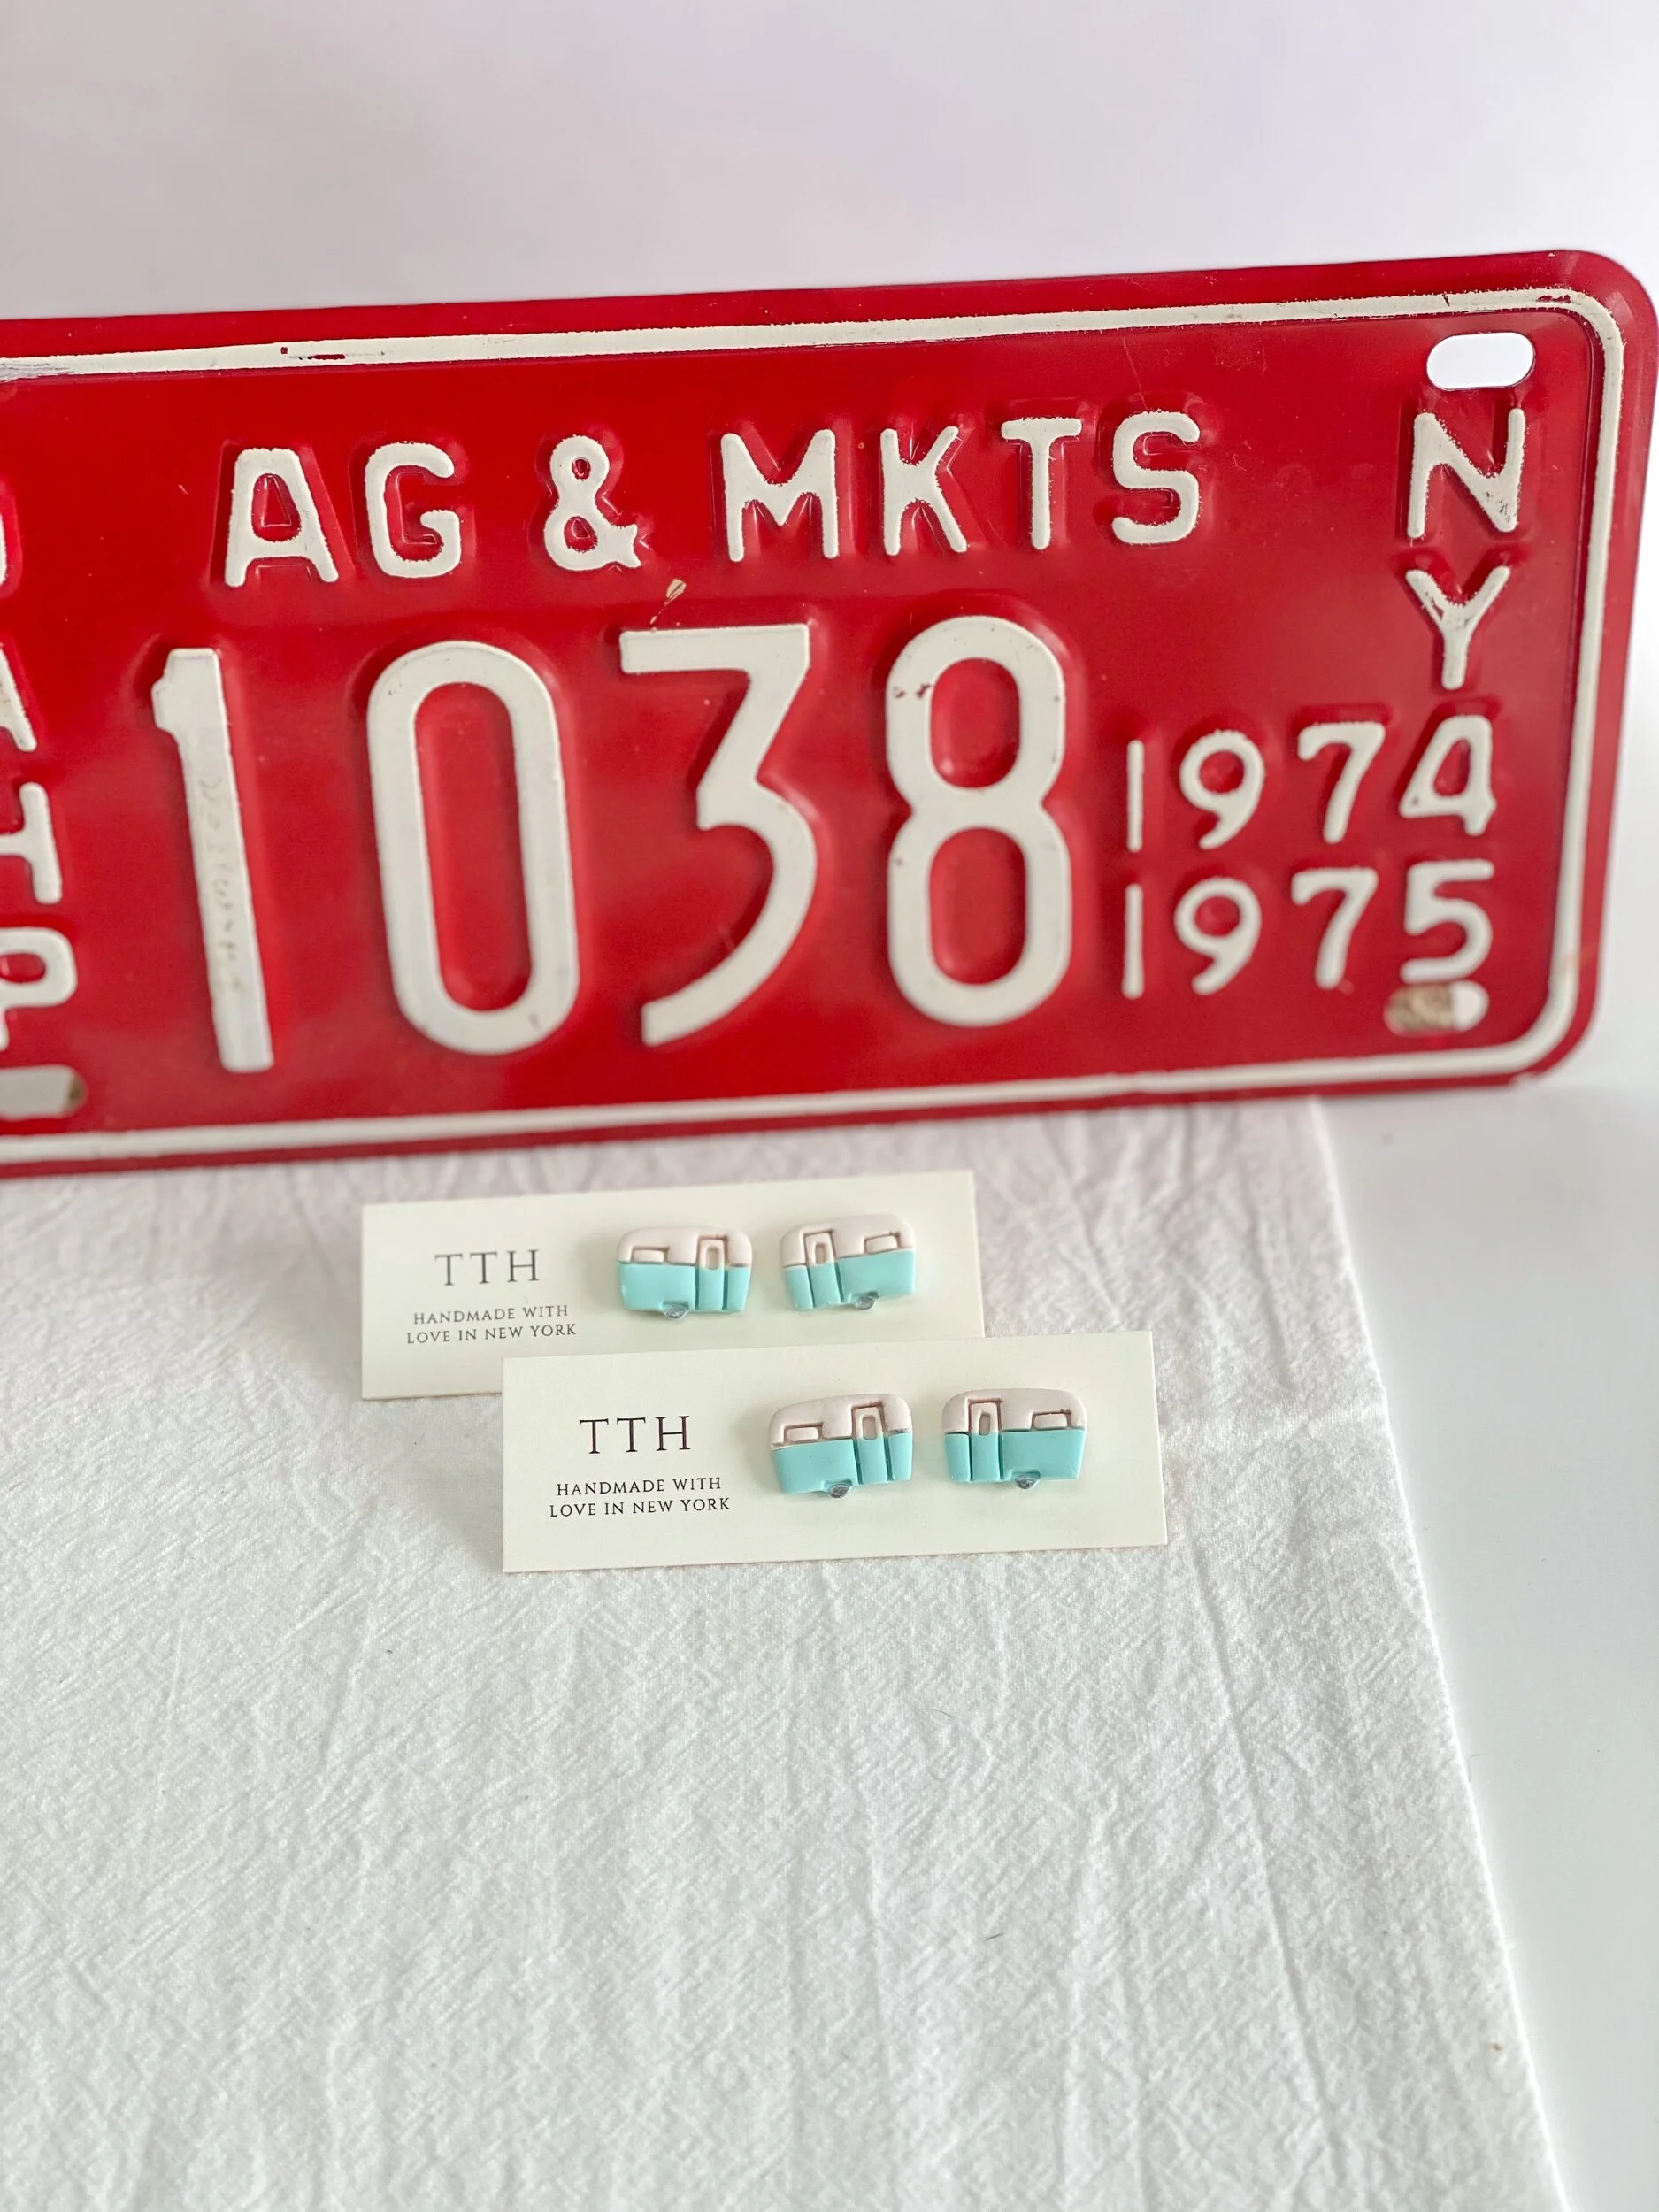 AG & MKTS
NY
1038
1974
1975
TTH
HANDMADE WITH
LOVE IN NEW YORK
TTH
HANDMADE WITH
LOVE IN NEW YORK